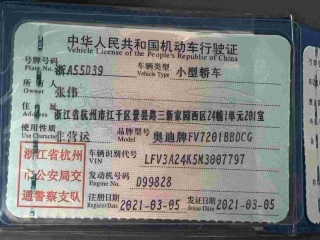 中华人民共和国机动车行驶证
Vehicle License of the People's Republic of China
号牌号码 浙A55D39 车辆类型 小型轿车
Plate No. Vehicle Type
所有人 张伟
Owner
住址 浙江省杭州市江干区景昙路三新家园西区24幢1单元201室
Address
使用性质 非营运 品牌型号 奥迪牌FV7201BBDCG
Use Character Model
浙江省杭州 车辆识别代号 LFV3A24K5M3007797
VIN
市公安局交 发动机号码 D99828
Engine No.
通警察支队 注册日期 2021-03-05 发证日期 2021-03-05
Register Date Issue Date